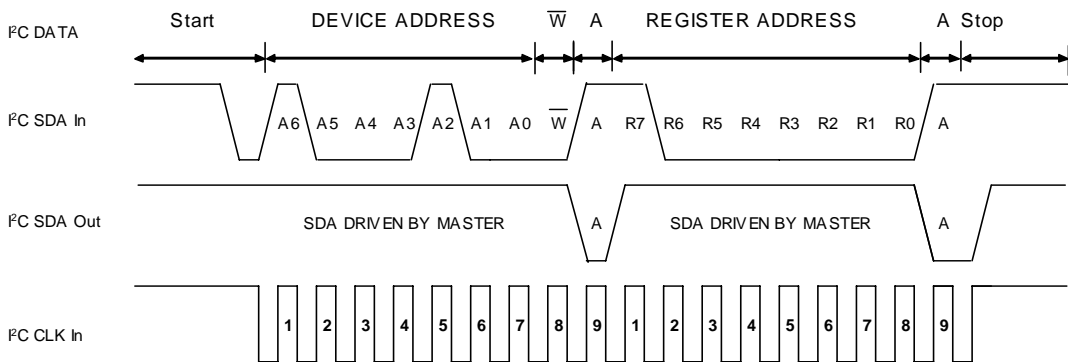 I²C DATA Start DEVICE ADDRESS W̅ A REGISTER ADDRESS A Stop
I²C SDA In A6 A5 A4 A3 A2 A1 A0 W̅ A R7 R6 R5 R4 R3 R2 R1 R0 A
I²C SDA Out SDA DRIVEN BY MASTER A SDA DRIVEN BY MASTER A
I²C CLK In 1 2 3 4 5 6 7 8 9 1 2 3 4 5 6 7 8 9